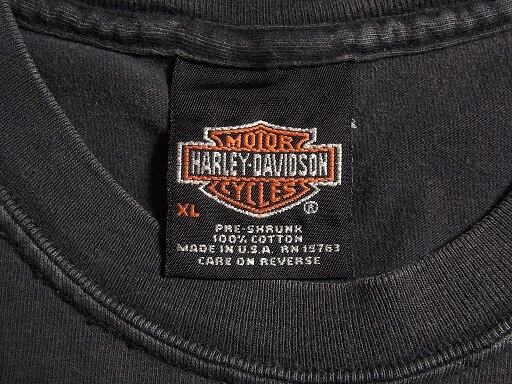 MOTOR
HARLEY-DAVIDSON
CYCLES
XL ®
PRE-SHRUNK
100% COTTON
MADE IN U.S.A. RN 15763
CARE ON REVERSE